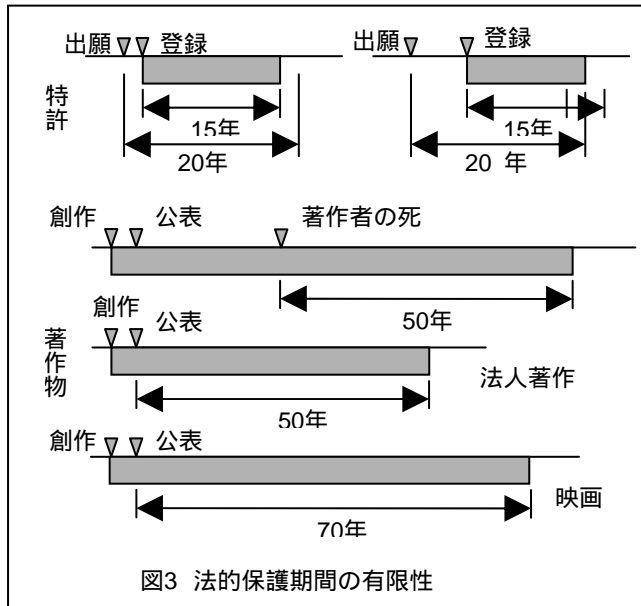 出願 登録
出願 登録
特許
15年
20年
15年
20 年
創作 公表 著作者の死
50年
著作物
創作
公表
50年
法人著作
創作 公表
70年
映画
図3 法的保護期間の有限性